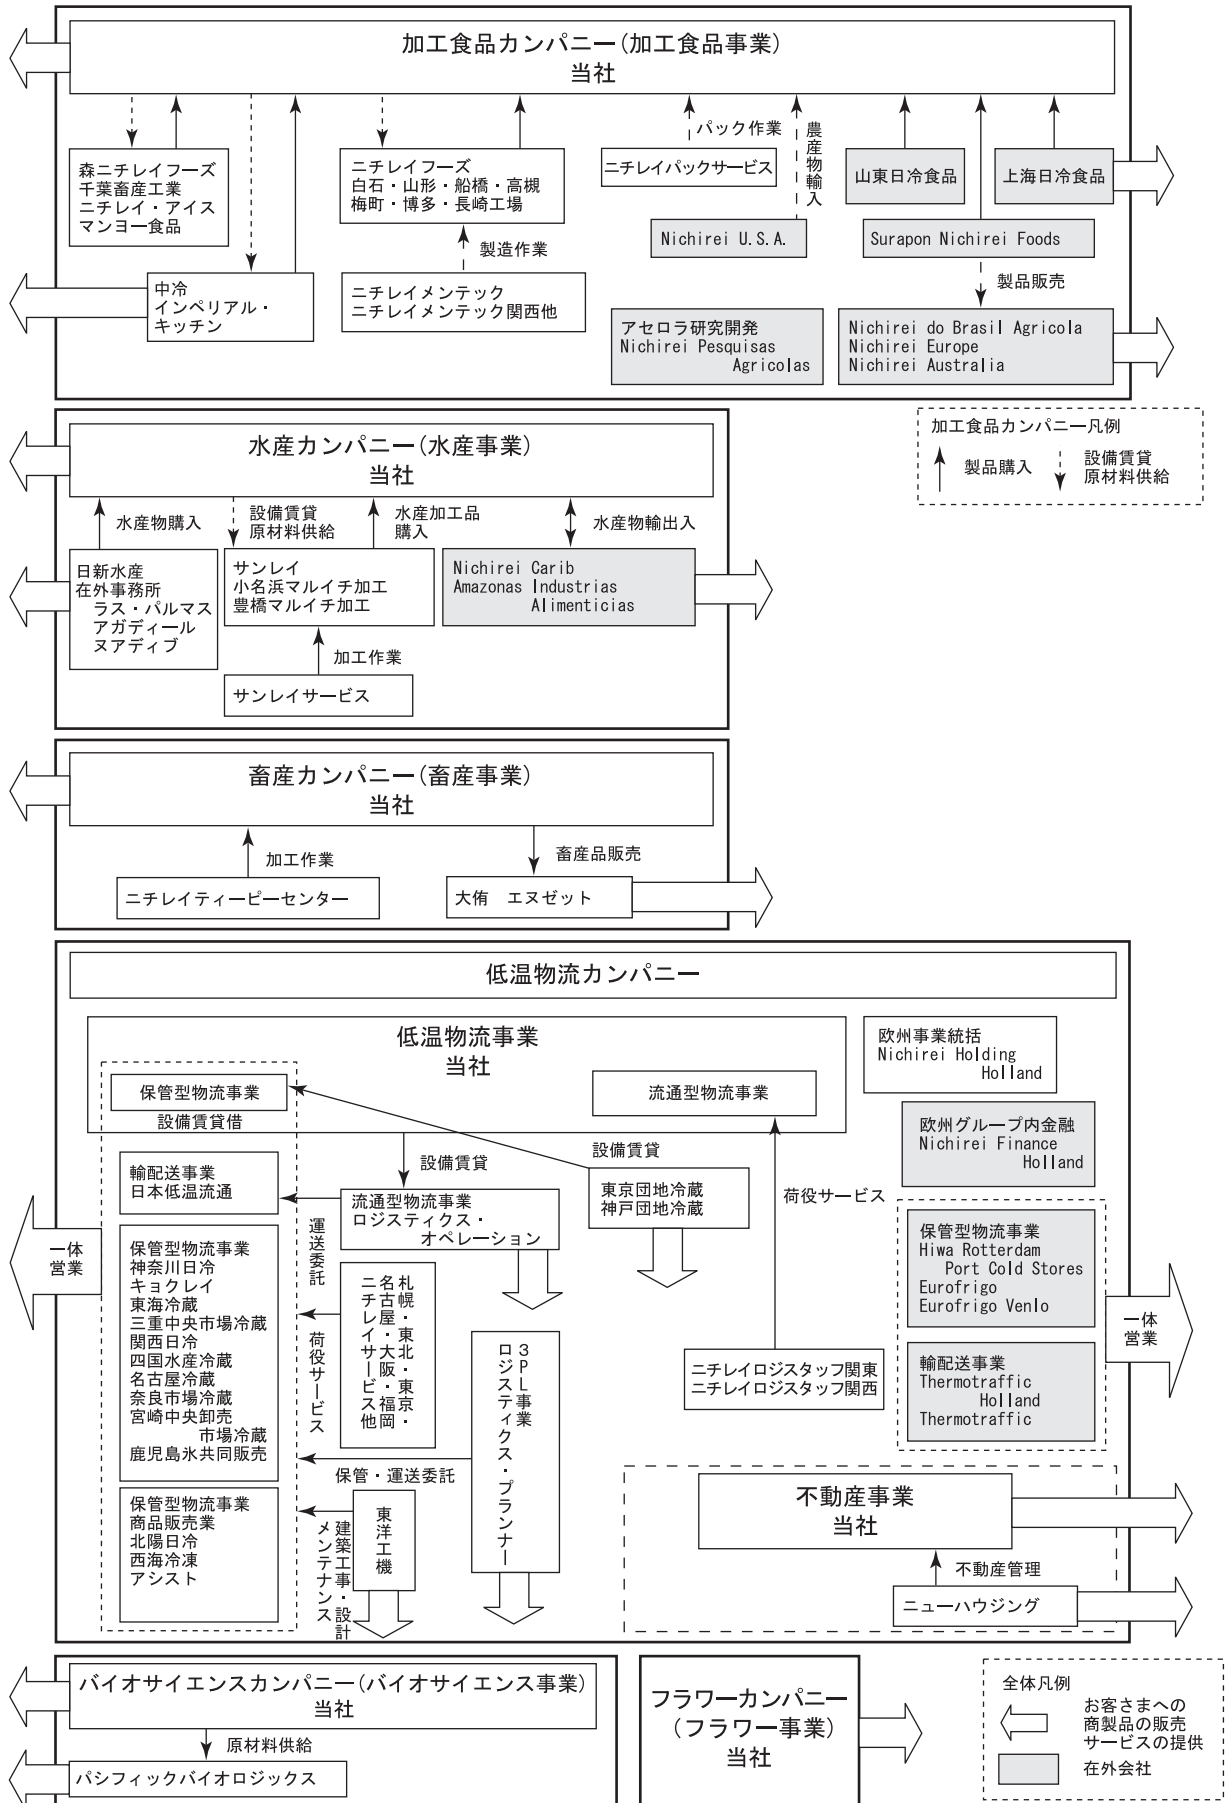 加工食品カンパニー(加工食品事業)
当社
パック作業
農産物輸入
森ニチレイフーズ
千葉畜産工業
ニチレイ・アイス
マンヨー食品
ニチレイフーズ
白石・山形・船橋・高槻
梅町・博多・長崎工場
ニチレイパックサービス
山東日冷食品
上海日冷食品
Nichirei U.S.A.
Surapon Nichirei Foods
製造作業
製品販売
中冷
インペリアル・
キッチン
ニチレイメンテック
ニチレイメンテック関西他
アセロラ研究開発
Nichirei Pesquisas
Agricolas
Nichirei do Brasil Agricola
Nichirei Europe
Nichirei Australia
加工食品カンパニー凡例
製品購入
設備賃貸
原材料供給
水産カンパニー(水産事業)
当社
水産物購入
設備賃貸
原材料供給
水産加工品
購入
水産物輸出入
日新水産
在外事務所
ラス・パルマス
アガディール
ヌアディブ
サンレイ
小名浜マルイチ加工
豊橋マルイチ加工
Nichirei Carib
Amazonas Industrias
Alimenticias
加工作業
サンレイサービス
畜産カンパニー(畜産事業)
当社
加工作業
畜産品販売
ニチレイティーピーセンター
大侑 エヌゼット
低温物流カンパニー
低温物流事業
当社
保管型物流事業
流通型物流事業
設備賃貸借
欧州事業統括
Nichirei Holding
Holland
欧州グループ内金融
Nichirei Finance
Holland
設備賃貸
設備賃貸
輸配送事業
日本低温流通
流通型物流事業
ロジスティクス・
オペレーション
東京団地冷蔵
神戸団地冷蔵
荷役サービス
運送委託
一体
営業
保管型物流事業
神奈川日冷
キョクレイ
東海冷蔵
三重中央市場冷蔵
関西日冷
四国水産冷蔵
名古屋冷蔵
奈良市場冷蔵
宮崎中央卸売
市場冷蔵
鹿児島氷共同販売
荷役サービス
札幌・東北・東京・
名古屋・大阪・福岡
ニチレイサービス他
3PL事業
ロジスティクス・プランナー
ニチレイロジスタッフ関東
ニチレイロジスタッフ関西
保管型物流事業
Hiwa Rotterdam
Port Cold Stores
Eurofrigo
Eurofrigo Venlo
輸配送事業
Thermotraffic
Holland
Thermotraffic
一体
営業
保管・運送委託
保管型物流事業
商品販売業
北陽日冷
西海冷凍
アシスト
建築工事・設計
メンテナンス
東洋工機
不動産事業
当社
不動産管理
ニューハウジング
バイオサイエンスカンパニー(バイオサイエンス事業)
当社
原材料供給
パシフィックバイオロジックス
フラワーカンパニー
(フラワー事業)
当社
全体凡例
お客さまへの
商製品の販売
サービスの提供
在外会社